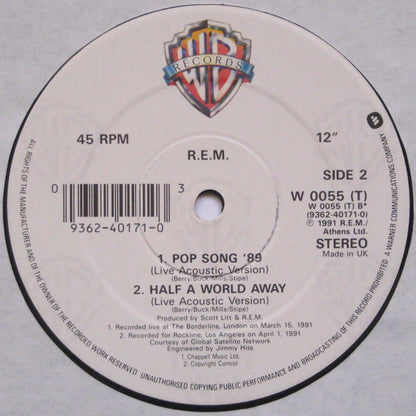 WB
RECORDS
45 RPM
12"
R.E.M.
SIDE 2
0
3
9362-40171-0
W 0055 (T)
W 0055 (T) B*
(9362-40171-0)
℗ 1991 R.E.M./
Athens Ltd.
STEREO
Made in UK
1. POP SONG '89
(Live Acoustic Version)
(Berry/Buck/Mills/Stipe)
2. HALF A WORLD AWAY
(Live Acoustic Version)
(Berry/Buck/Mills/Stipe)
Produced by Scott Litt & R.E.M.
1. Recorded live at The Borderline, London on March 15, 1991
2. Recorded for Rockline, Los Angeles on April 1, 1991
Courtesy of Global Satellite Network
Engineered by Jimmy Hite
1. Chappell Music Ltd.
2. Copyright Control
ALL RIGHTS OF THE MANUFACTURER AND OF THE OWNER OF THE RECORDED WORK RESERVED. UNAUTHORISED COPYING PUBLIC PERFORMANCE AND BROADCASTING OF THIS RECORD PROHIBITED. A WARNER COMMUNICATIONS COMPANY